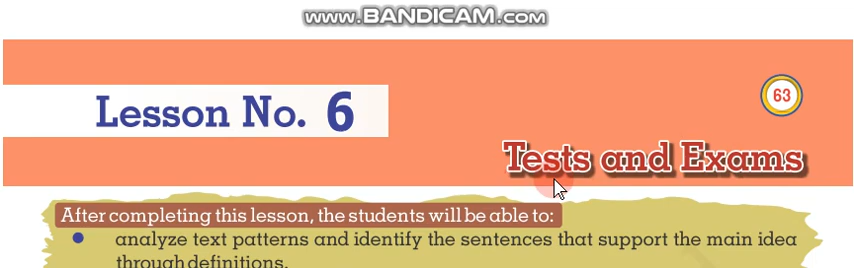 www.BANDICAM.com
63
Lesson No. 6
Tests and Exams
After completing this lesson, the students will be able to:
● analyze text patterns and identify the sentences that support the main idea
through definitions.